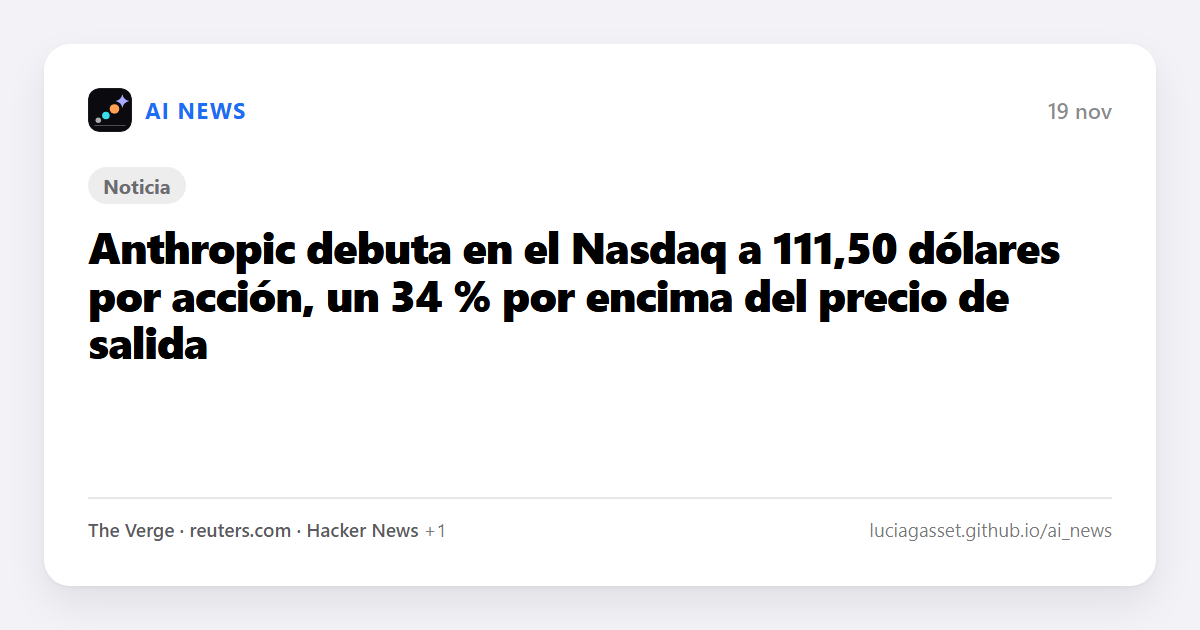 AI NEWS
19 nov
Noticia
Anthropic debuta en el Nasdaq a 111,50 dólares
por acción, un 34 % por encima del precio de
salida
The Verge · reuters.com · Hacker News +1
luciagasset.github.io/ai_news